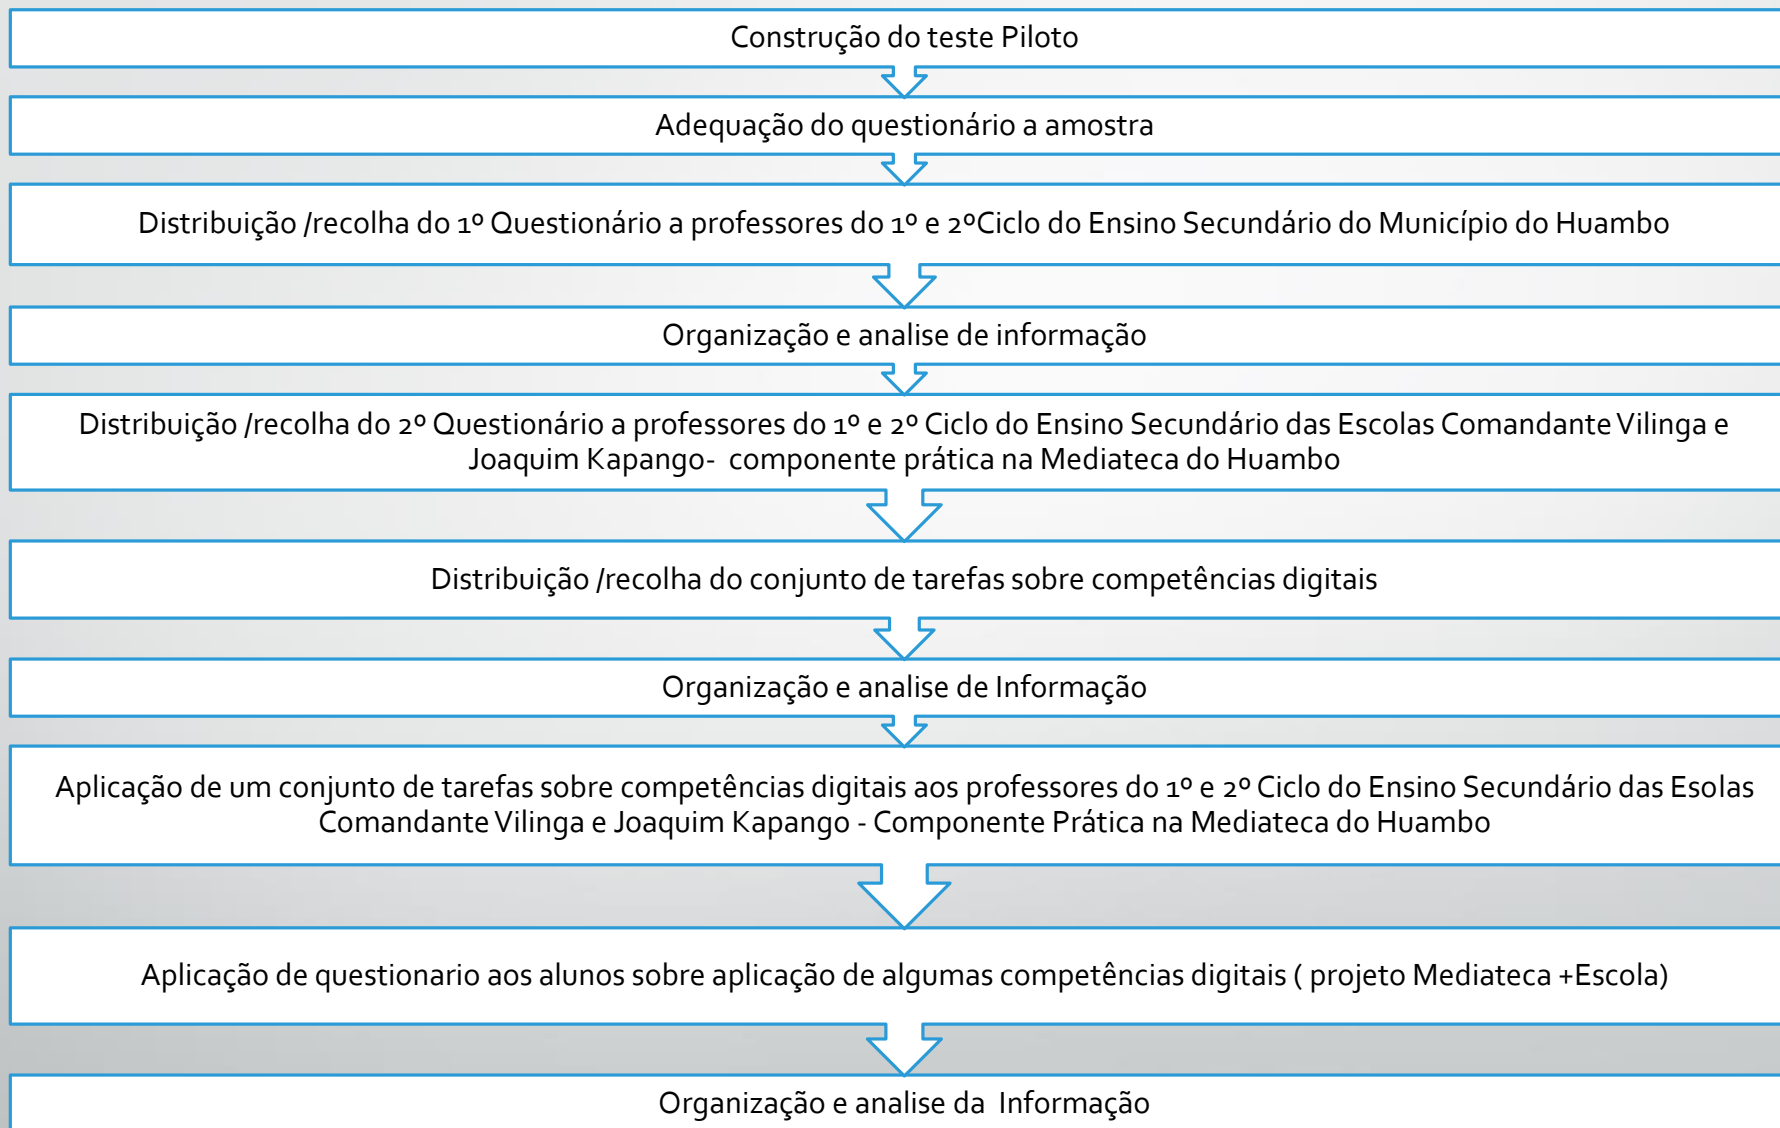 Construção do teste Piloto
Adequação do questionário a amostra
Distribuição /recolha do 1º Questionário a professores do 1º e 2ºCiclo do Ensino Secundário do Município do Huambo
Organização e analise de informação
Distribuição /recolha do 2º Questionário a professores do 1º e 2º Ciclo do Ensino Secundário das Escolas Comandante Vilinga e
Joaquim Kapango- componente prática na Mediateca do Huambo
Distribuição /recolha do conjunto de tarefas sobre competências digitais
Organização e analise de Informação
Aplicação de um conjunto de tarefas sobre competências digitais aos professores do 1º e 2º Ciclo do Ensino Secundário das Esolas
Comandante Vilinga e Joaquim Kapango - Componente Prática na Mediateca do Huambo
Aplicação de questionario aos alunos sobre aplicação de algumas competências digitais ( projeto Mediateca +Escola)
Organização e analise da Informação